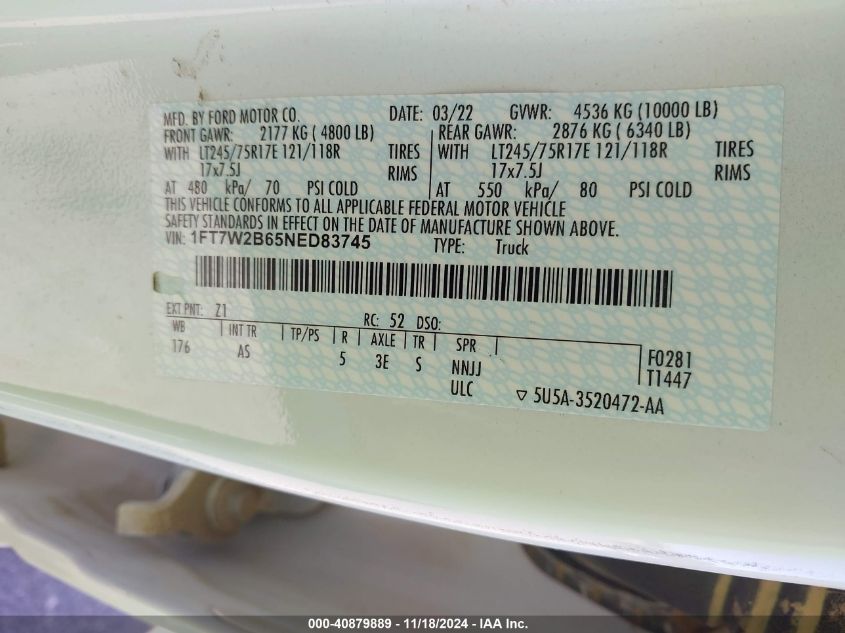 MFD. BY FORD MOTOR CO. DATE: 03/22 GVWR: 4536 KG (10000 LB)
FRONT GAWR: 2177 KG ( 4800 LB) REAR GAWR: 2876 KG ( 6340 LB)
WITH LT245/75R17E 121/118R TIRES WITH LT245/75R17E 121/118R TIRES
17x7.5J RIMS 17x7.5J RIMS
AT 480 kPa/ 70 PSI COLD AT 550 kPa/ 80 PSI COLD
THIS VEHICLE CONFORMS TO ALL APPLICABLE FEDERAL MOTOR VEHICLE
SAFETY STANDARDS IN EFFECT ON THE DATE OF MANUFACTURE SHOWN ABOVE.
VIN: 1FT7W2B65NED83745 TYPE: Truck
EXT PNT: Z1 RC: 52 DSO:
WB INT TR TP/PS R AXLE TR SPR
176 AS 5 3E S NNJJ F0281
ULC T1447
▽ 5U5A-3520472-AA
000-40879889 - 11/18/2024 - IAA Inc.